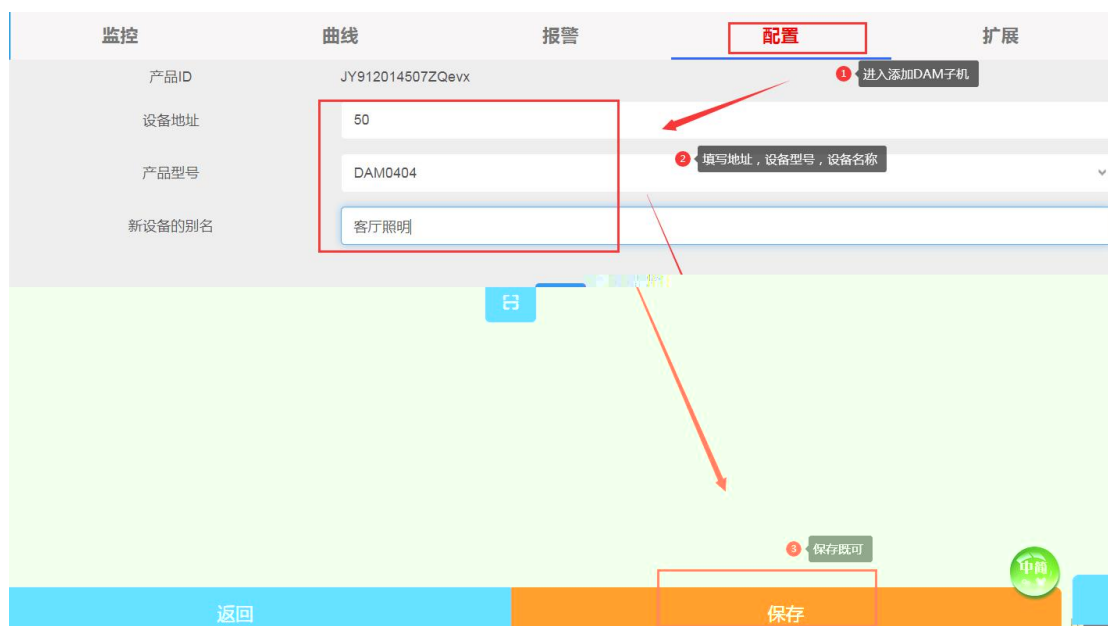 监控 曲线 报警 配置 扩展
产品ID JY912014507ZQevx
1 进入添加DAM子机
设备地址 50
2 填写地址，设备型号，设备名称
产品型号 DAM0404
新设备的别名 客厅照明
3 保存既可
返回 保存